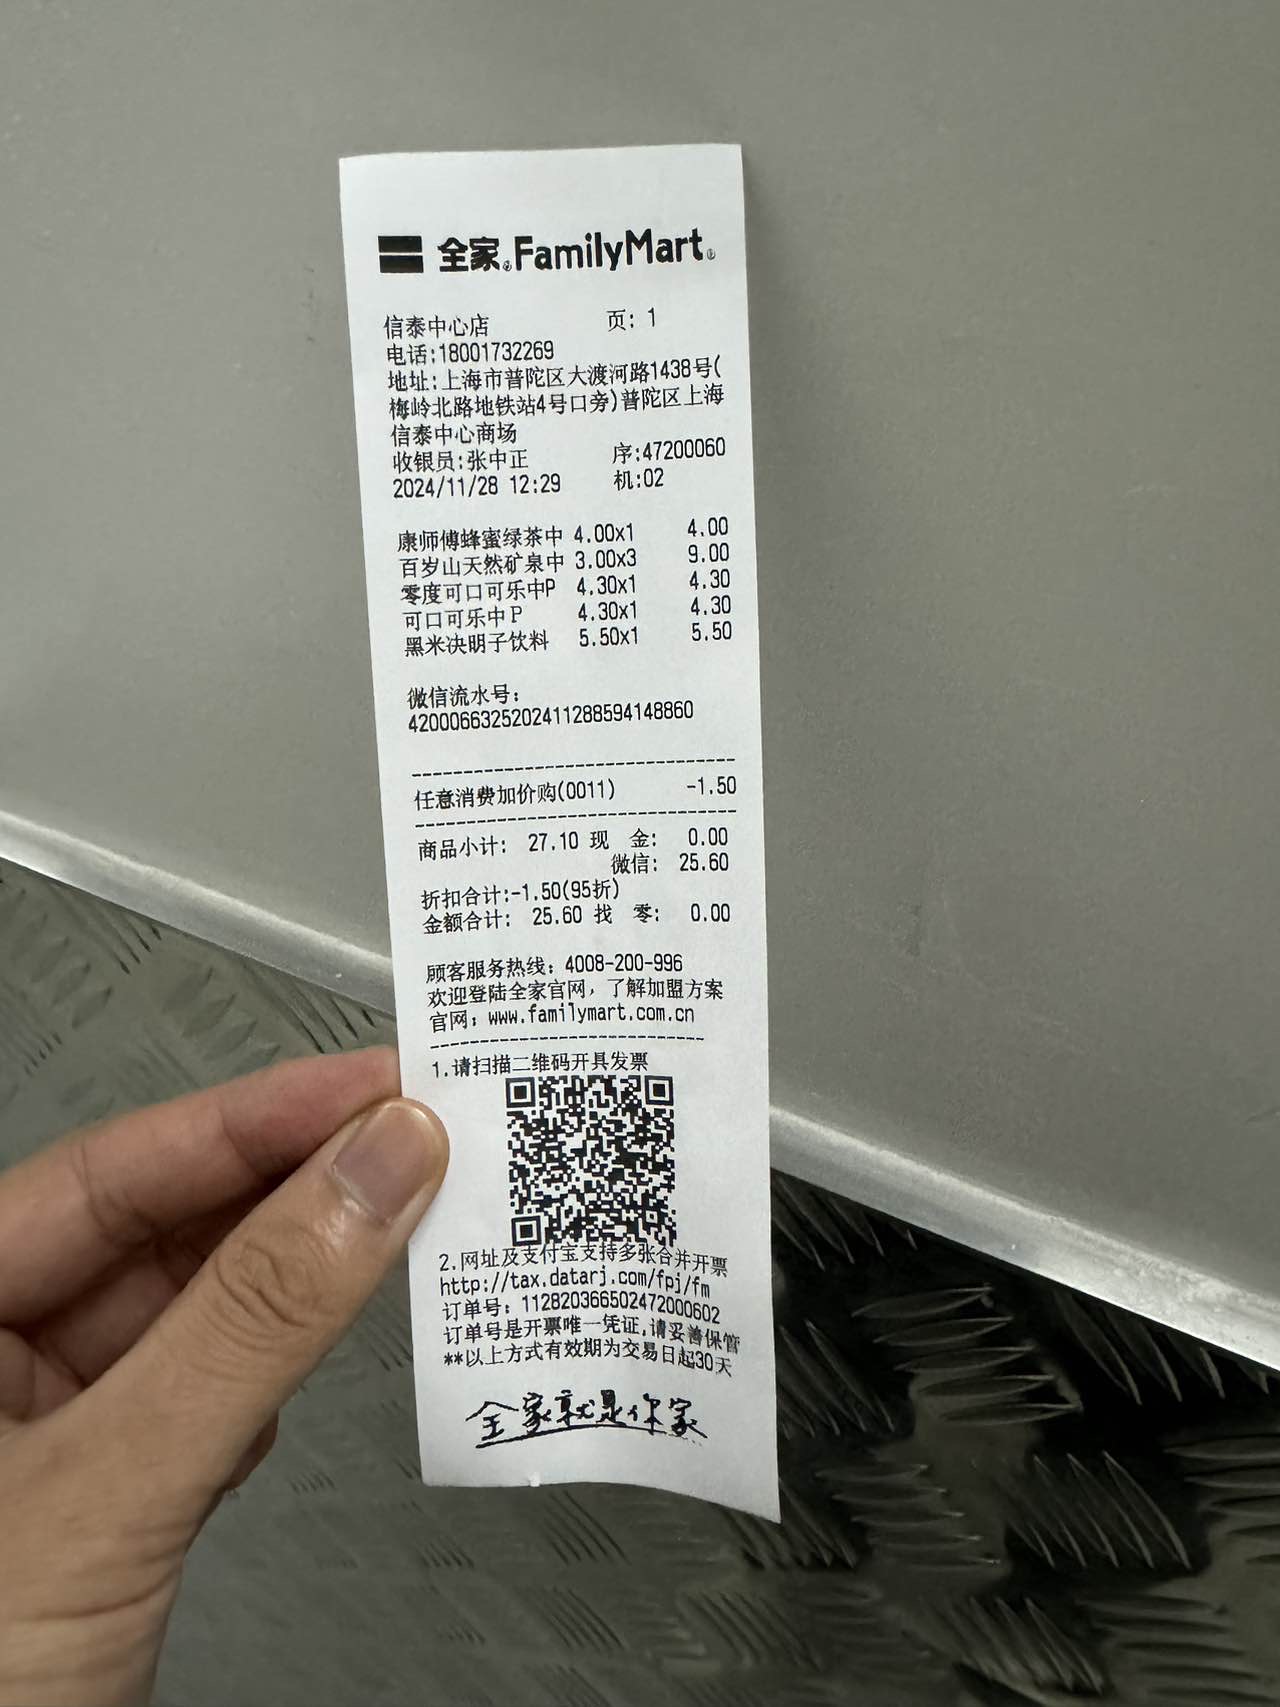 全家 FamilyMart
信泰中心店 页: 1
电话:18001732269
地址:上海市普陀区大渡河路1438号(
梅岭北路地铁站4号口旁)普陀区上海
信泰中心商场
收银员:张中正 序:47200060
2024/11/28 12:29 机:02
康师傅蜂蜜绿茶中 4.00x1 4.00
百岁山天然矿泉中 3.00x3 9.00
零度可口可乐中P 4.30x1 4.30
可口可乐中P 4.30x1 4.30
黑米决明子饮料 5.50x1 5.50
微信流水号:
4200066325202411288594148860
任意消费加价购(0011) -1.50
商品小计: 27.10 现 金: 0.00
微信: 25.60
折扣合计:-1.50(95折)
金额合计: 25.60 找 零: 0.00
顾客服务热线: 4008-200-996
欢迎登陆全家官网，了解加盟方案
官网: www.familymart.com.cn
1.请扫描二维码开具发票
2.网址及支付宝支持多张合并开票
http://tax.datarj.com/fpj/fm
订单号: 112820366502472000602
订单号是开票唯一凭证,请妥善保管
**以上方式有效期为交易日起30天
全家就是你家